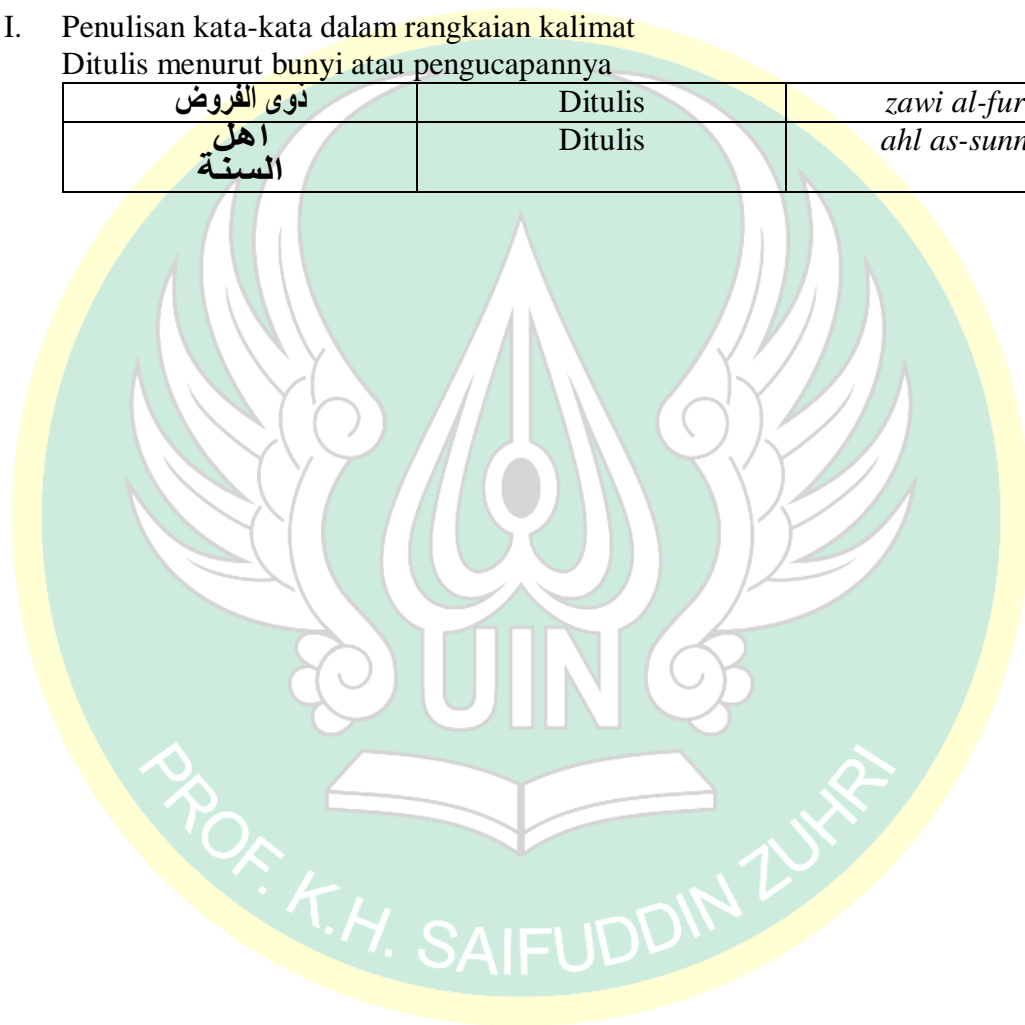 I. Penulisan kata-kata dalam rangkaian kalimat
Ditulis menurut bunyi atau pengucapannya
ذوى الفروض Ditulis zawi al-fur
اهل Ditulis ahl as-sunn
السنة
UIN
PROF. K.H. SAIFUDDIN ZUHRI